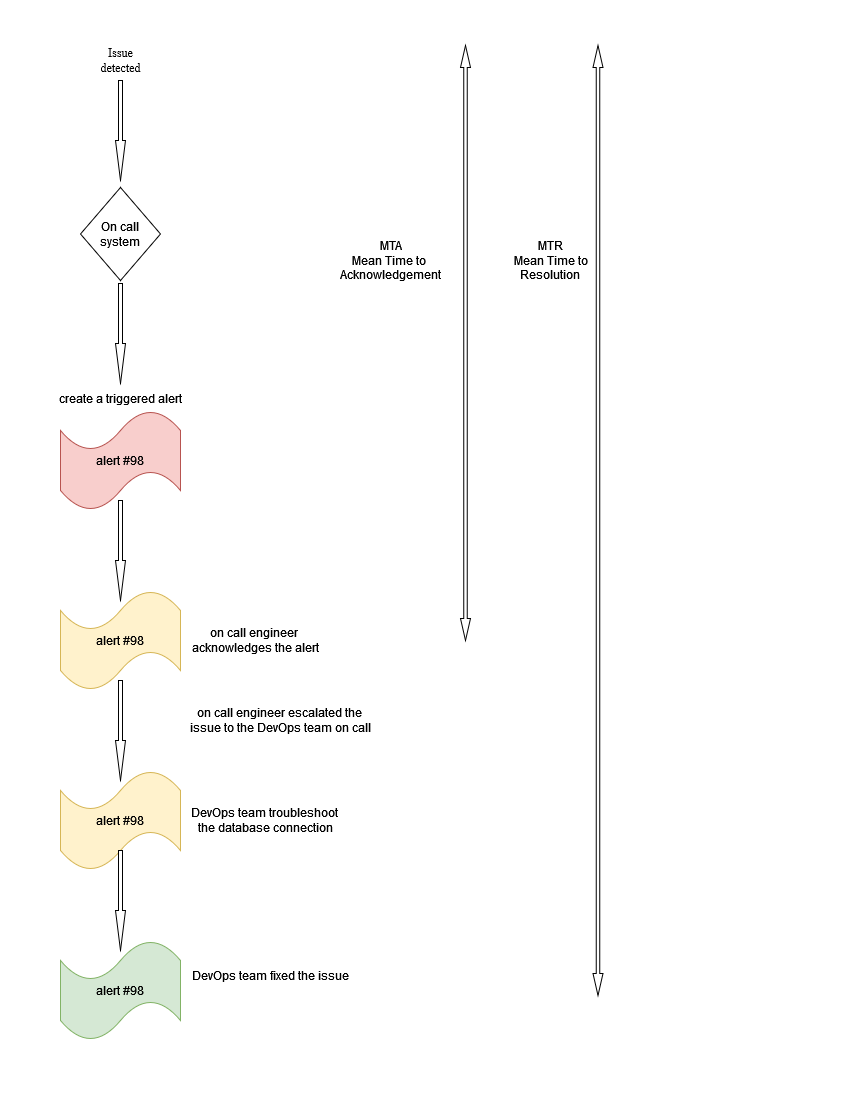 Issue
detected
On call
system
MTA
Mean Time to
Acknowledgement
MTR
Mean Time to
Resolution
create a triggered alert
alert #98
alert #98
on call engineer
acknowledges the alert
on call engineer escalated the
issue to the DevOps team on call
alert #98
DevOps team troubleshoot
the database connection
alert #98
DevOps team fixed the issue